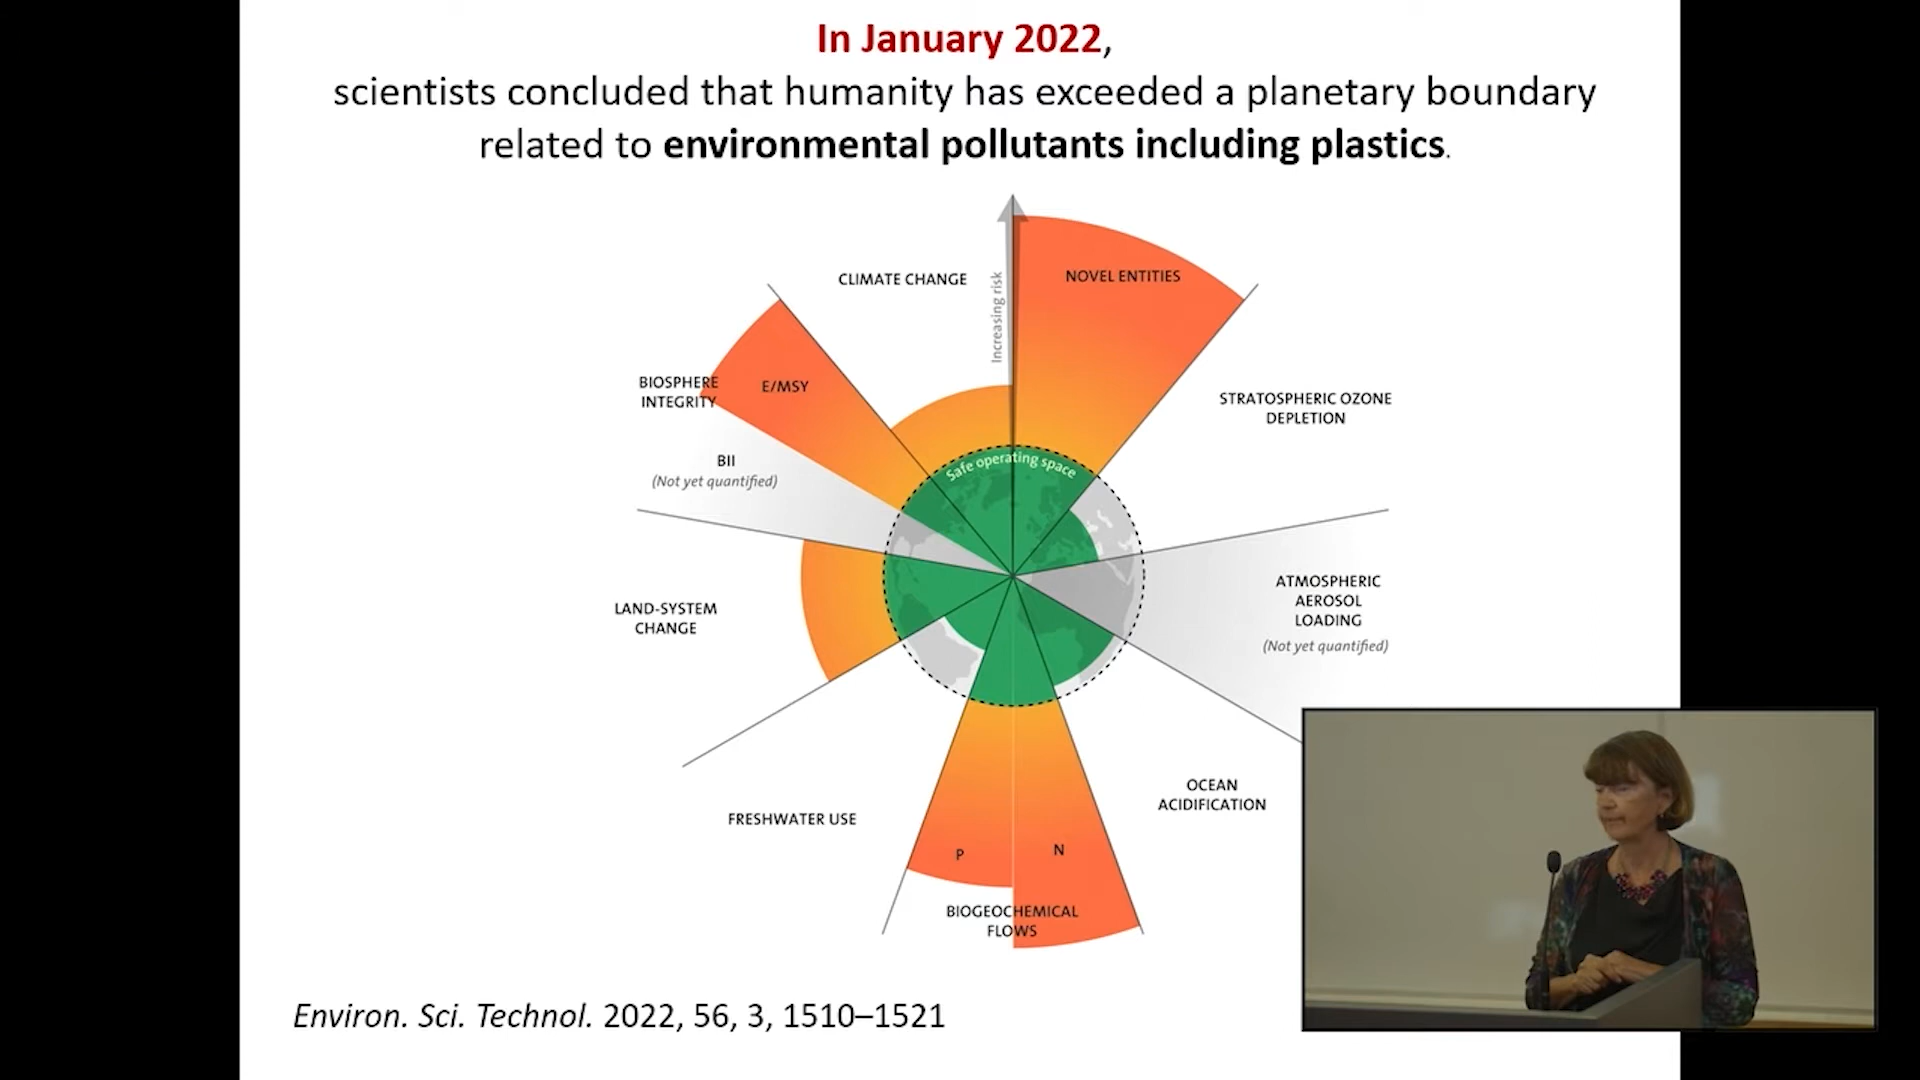 In January 2022,
scientists concluded that humanity has exceeded a planetary boundary
related to environmental pollutants including plastics.
CLIMATE CHANGE
Increasing risk
NOVEL ENTITIES
BIOSPHERE
INTEGRITY
E/MSY
STRATOSPHERIC OZONE
DEPLETION
BII
(Not yet quantified)
Safe operating space
ATMOSPHERIC
AEROSOL
LOADING
(Not yet quantified)
LAND-SYSTEM
CHANGE
OCEAN
ACIDIFICATION
FRESHWATER USE
P
N
BIOGEOCHEMICAL
FLOWS
Environ. Sci. Technol. 2022, 56, 3, 1510–1521